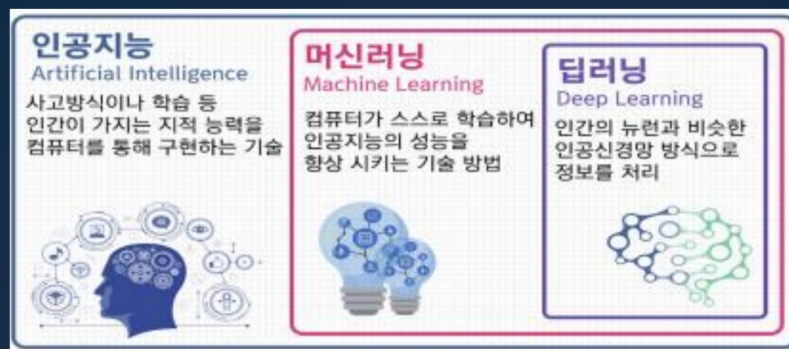 인공지능
Artificial Intelligence
사고방식이나 학습 등
인간이 가지는 지적 능력을
컴퓨터를 통해 구현하는 기술
머신러닝
Machine Learning
컴퓨터가 스스로 학습하여
인공지능의 성능을
향상 시키는 기술 방법
딥러닝
Deep Learning
인간의 뉴런과 비슷한
인공신경망 방식으로
정보를 처리